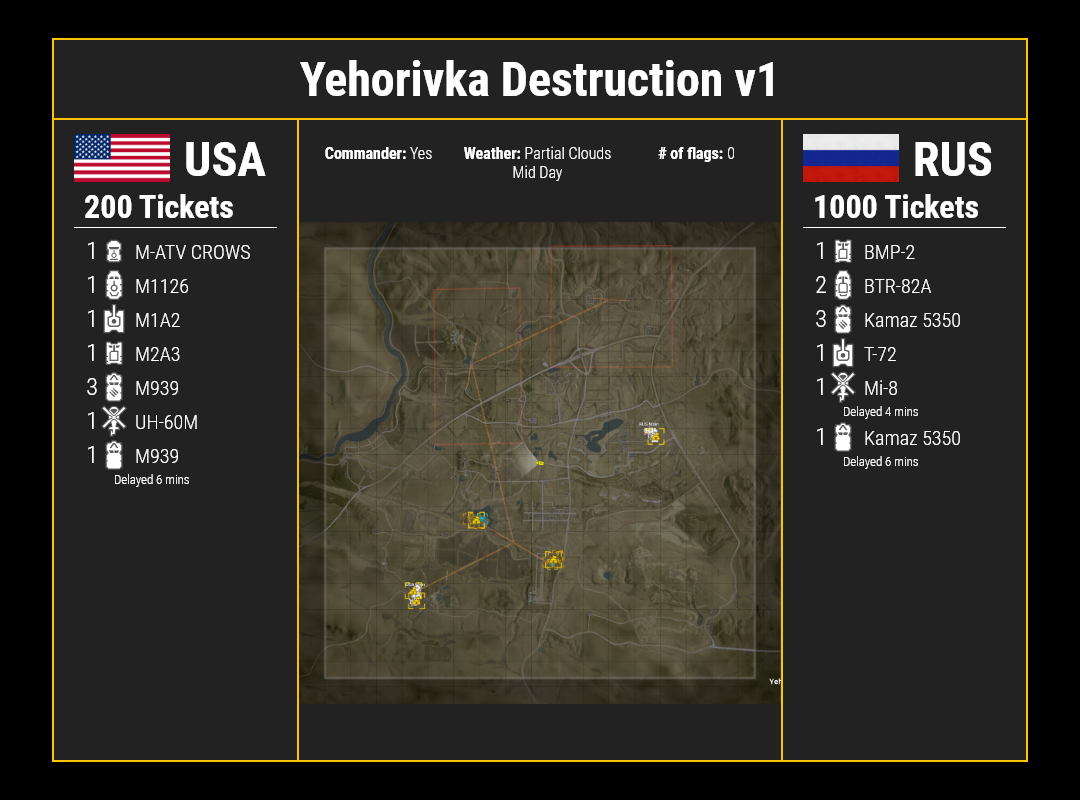 Yehorivka Destruction v1
USA
200 Tickets
1 M-ATV CROWS
1 M1126
1 M1A2
1 M2A3
3 M939
1 UH-60M
1 M939
Delayed 6 mins
Commander: Yes
Weather: Partial Clouds
Mid Day
# of flags: 0
RUS Main
Yeh
RUS
1000 Tickets
1 BMP-2
2 BTR-82A
3 Kamaz 5350
1 T-72
1 Mi-8
Delayed 4 mins
1 Kamaz 5350
Delayed 6 mins